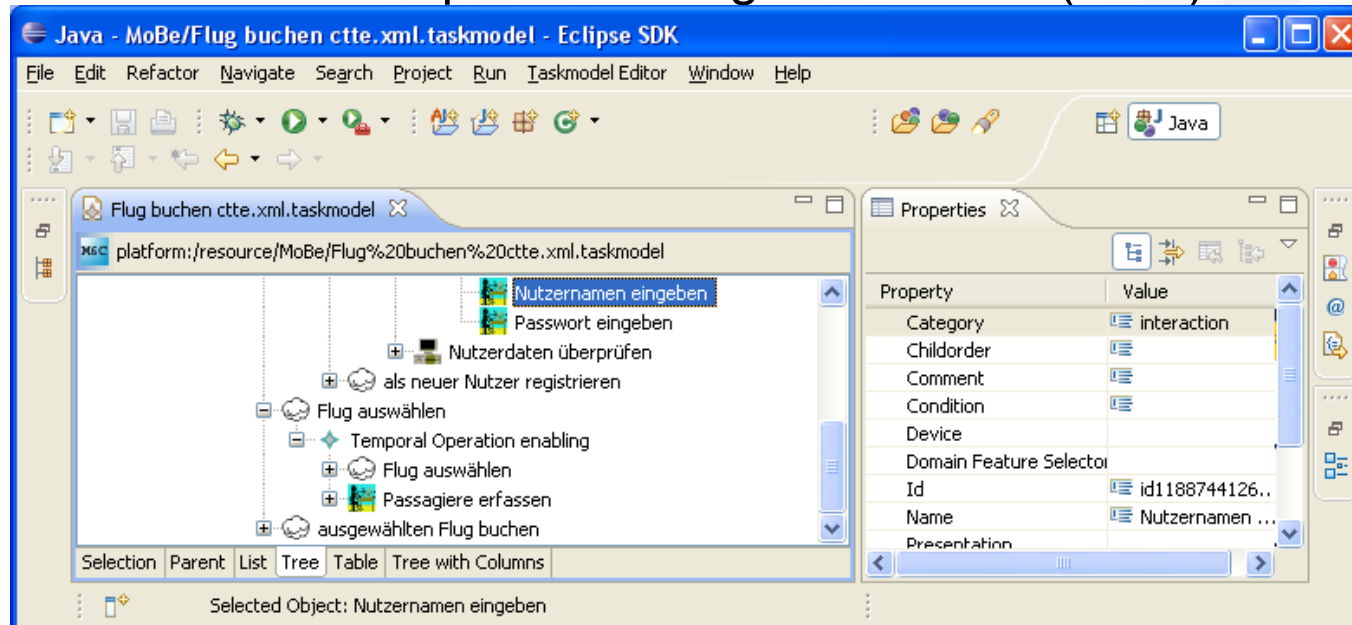 Java - MoBe/Flug buchen ctte.xml.taskmodel - Eclipse SDK
File Edit Refactor Navigate Search Project Run Taskmodel Editor Window Help
Java
Flug buchen ctte.xml.taskmodel
platform:/resource/MoBe/Flug%20buchen%20ctte.xml.taskmodel
Nutzernamen eingeben
Passwort eingeben
Nutzerdaten überprüfen
als neuer Nutzer registrieren
Flug auswählen
Temporal Operation enabling
Flug auswählen
Passagiere erfassen
ausgewählten Flug buchen
Selection Parent List Tree Table Tree with Columns
Selected Object: Nutzernamen eingeben
Properties
Property Value
Category interaction
Childorder
Comment
Condition
Device
Domain Feature Selector
Id id1188744126..
Name Nutzernamen ...
Presentation